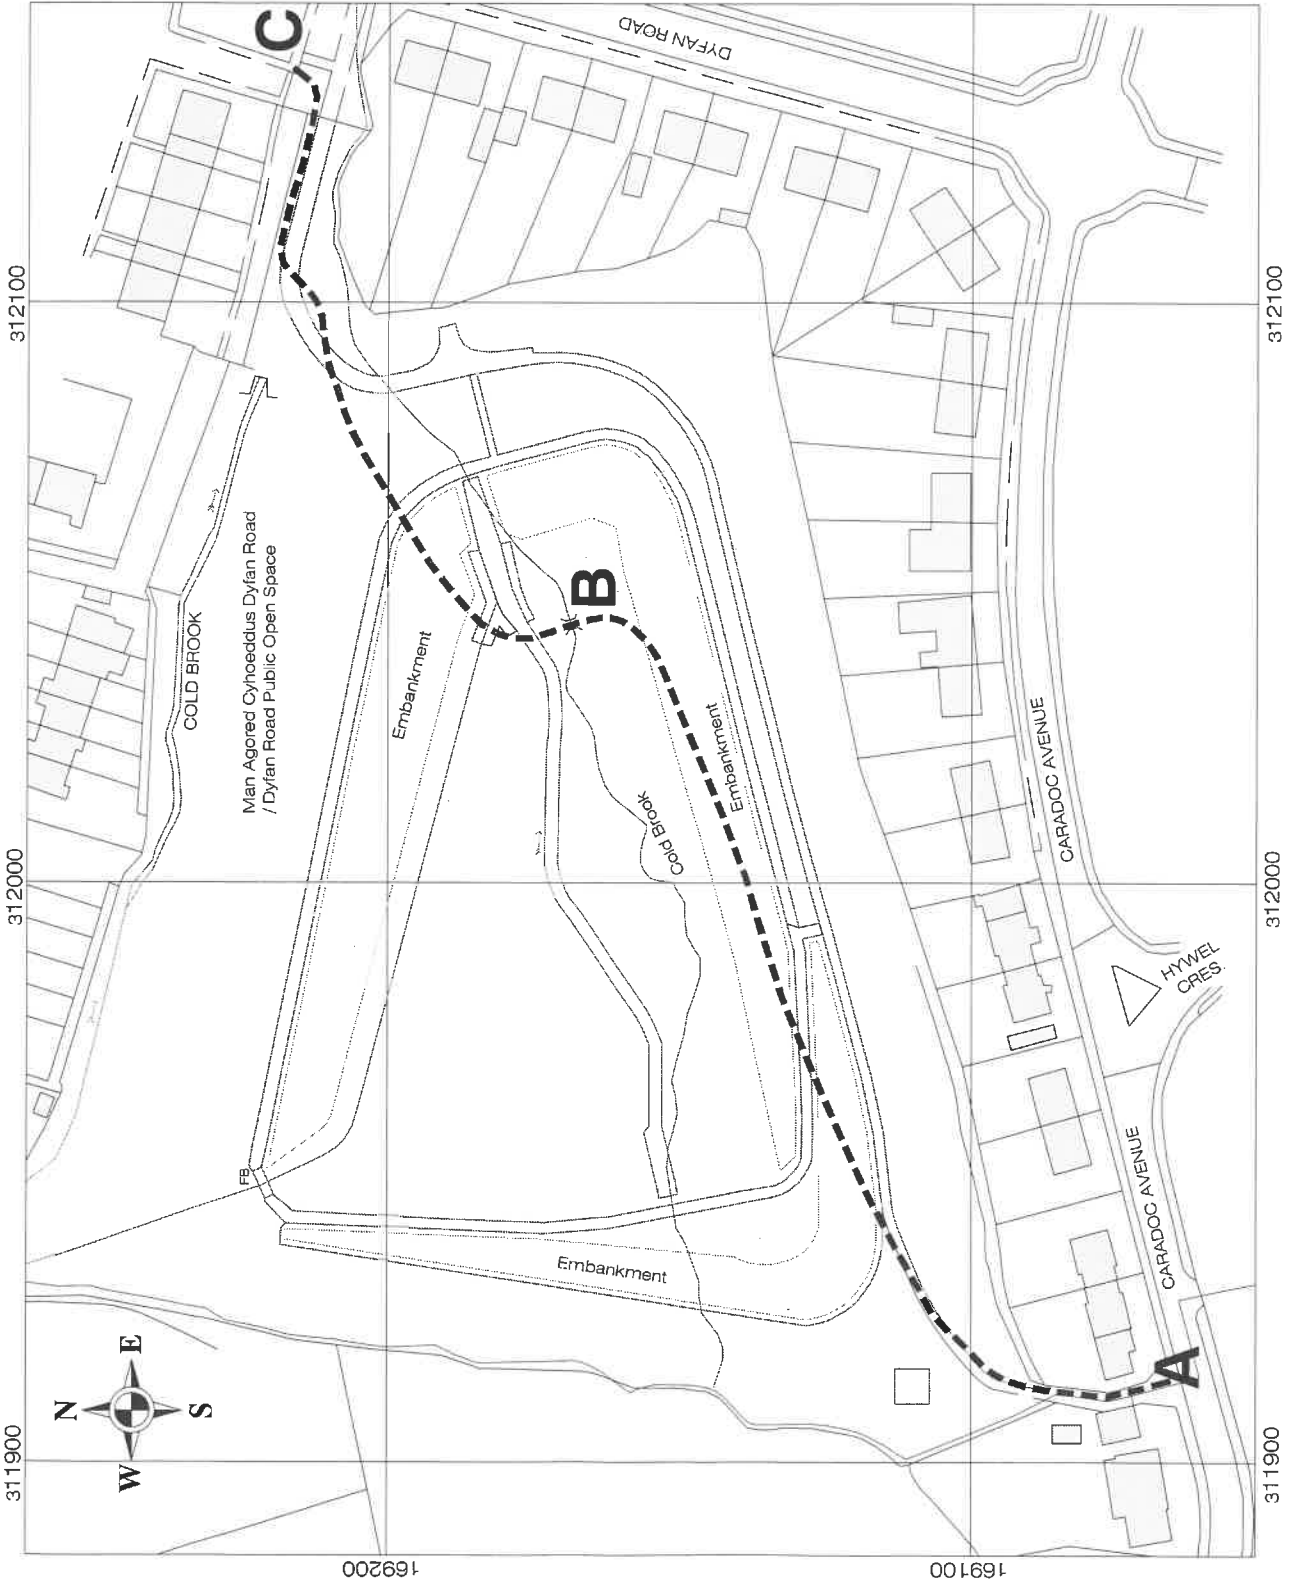 C
DYFAN ROAD
312100
312100
COLD BROOK
Man Agored Cyhoeddus Dyfan Road
/ Dyfan Road Public Open Space
B
Embankment
Embankment
Cold Brook
CARADOC AVENUE
312000
312000
HYWEL
CRES.
FB
Embankment
CARADOC AVENUE
N
E
S
W
A
311900
311900
169200
169100